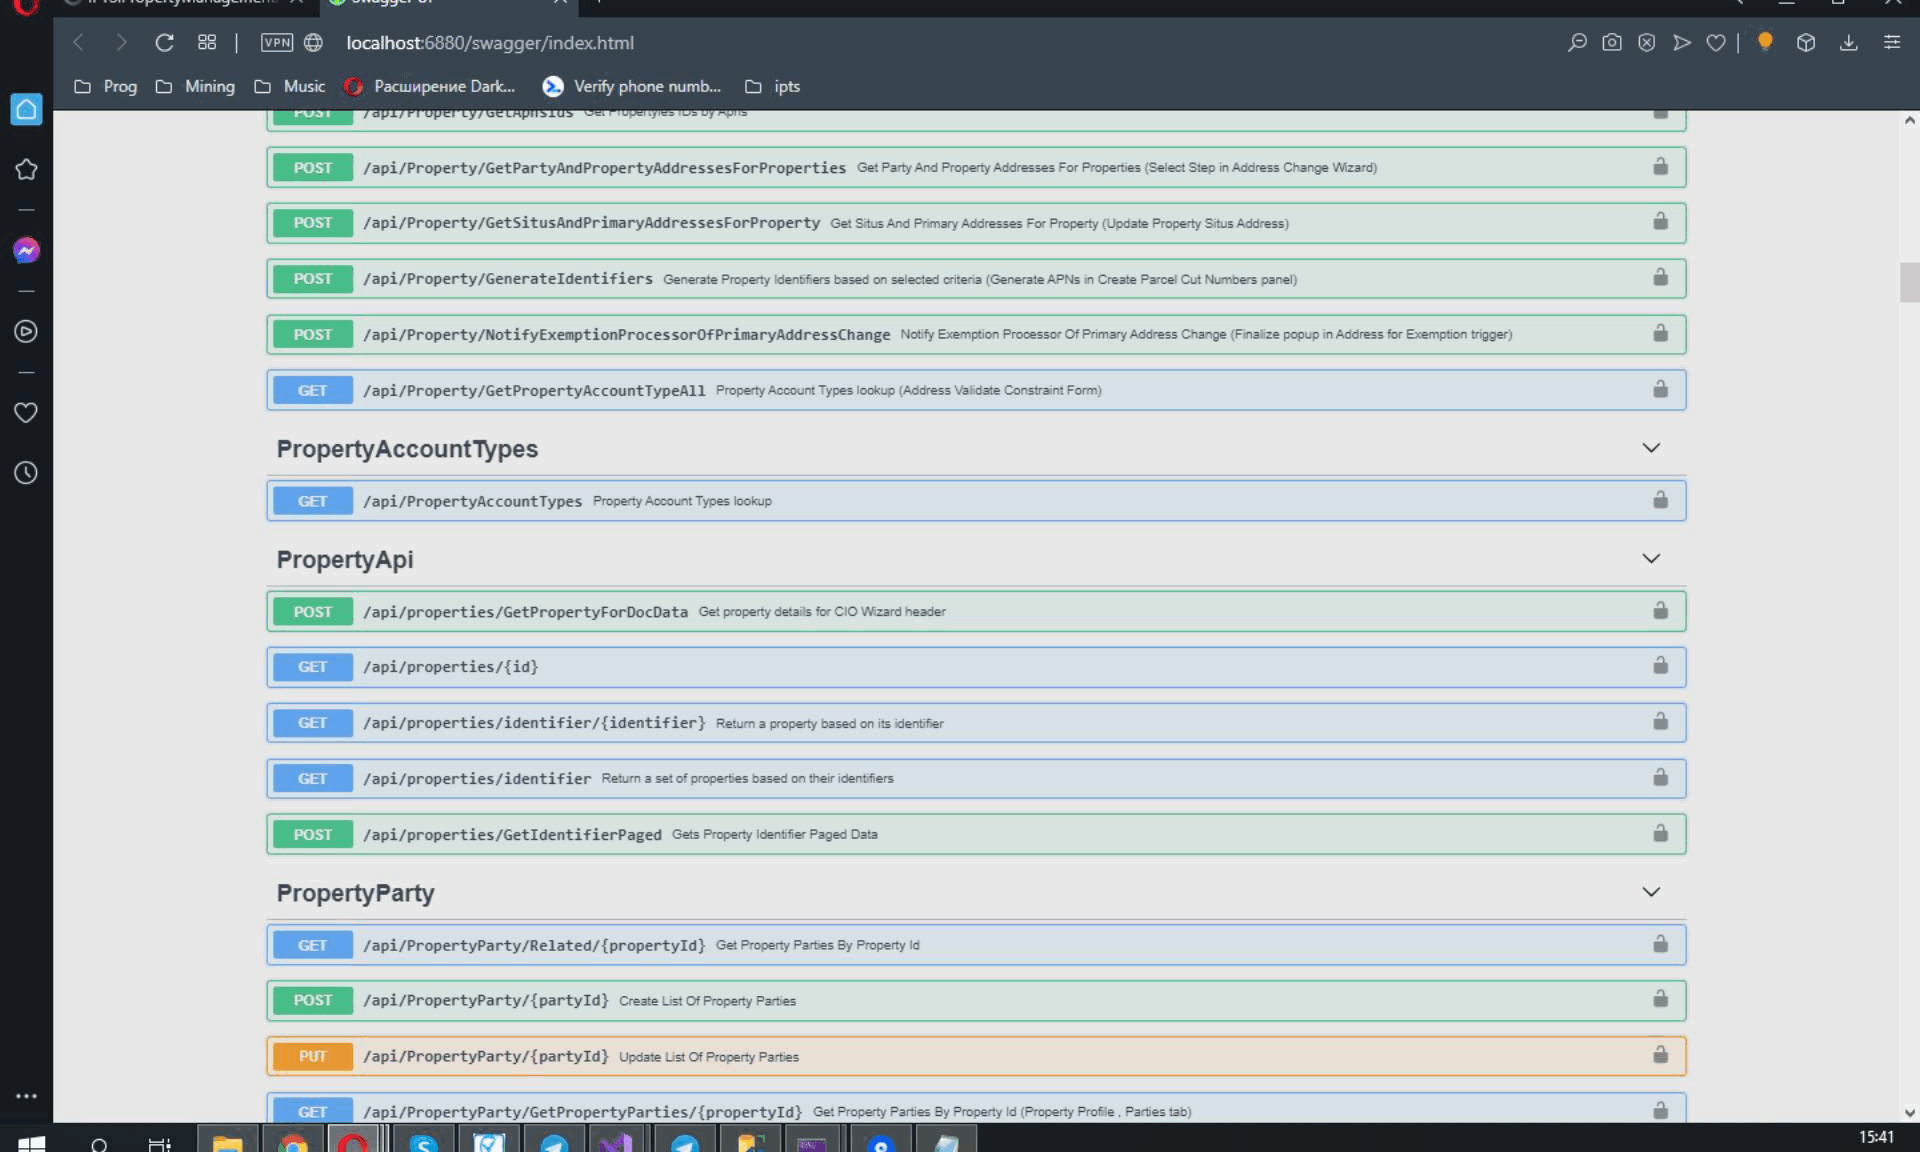 VPN localhost:6880/swagger/index.html
Prog Mining Music Расширение Dark... Verify phone numb... ipts
POST /api/Property/GetApnsIds Get Propertyies IDs by Apns
POST /api/Property/GetPartyAndPropertyAddressesForProperties Get Party And Property Addresses For Properties (Select Step in Address Change Wizard)
POST /api/Property/GetSitusAndPrimaryAddressesForProperty Get Situs And Primary Addresses For Property (Update Property Situs Address)
POST /api/Property/GenerateIdentifiers Generate Property Identifiers based on selected criteria (Generate APNs in Create Parcel Cut Numbers panel)
POST /api/Property/NotifyExemptionProcessorOfPrimaryAddressChange Notify Exemption Processor Of Primary Address Change (Finalize popup in Address for Exemption trigger)
GET /api/Property/GetPropertyAccountTypeAll Property Account Types lookup (Address Validate Constraint Form)
PropertyAccountTypes
GET /api/PropertyAccountTypes Property Account Types lookup
PropertyApi
POST /api/properties/GetPropertyForDocData Get property details for CIO Wizard header
GET /api/properties/{id}
GET /api/properties/identifier/{identifier} Return a property based on its identifier
GET /api/properties/identifier Return a set of properties based on their identifiers
POST /api/properties/GetIdentifierPaged Gets Property Identifier Paged Data
PropertyParty
GET /api/PropertyParty/Related/{propertyId} Get Property Parties By Property Id
POST /api/PropertyParty/{partyId} Create List Of Property Parties
PUT /api/PropertyParty/{partyId} Update List Of Property Parties
GET /api/PropertyParty/GetPropertyParties/{propertyId} Get Property Parties By Property Id (Property Profile , Parties tab)
15:41